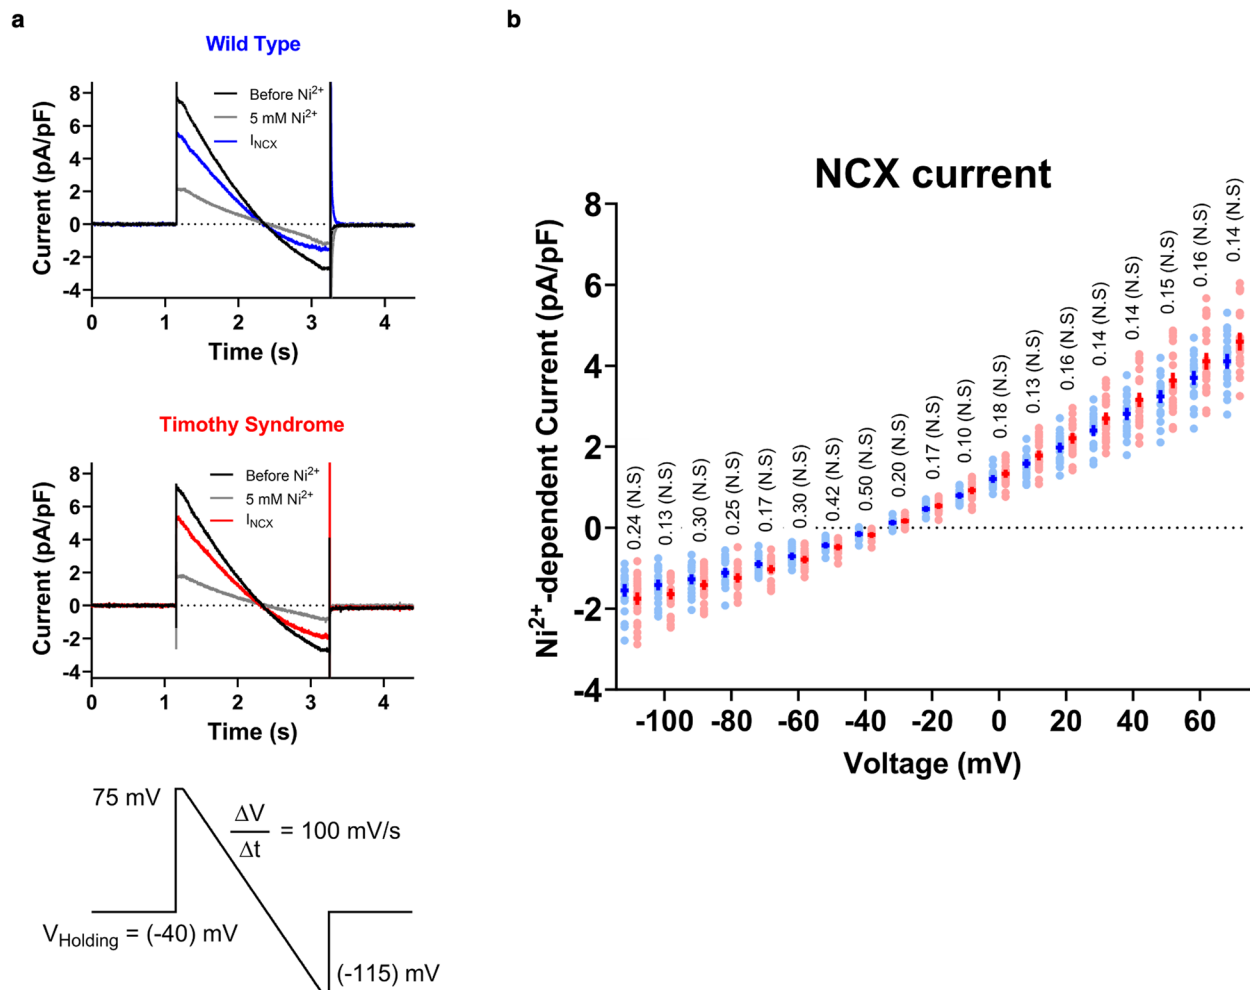 a
Wild Type
Current (pA/pF)
8
6
4
2
0
-2
-4
Before Ni²⁺
5 mM Ni²⁺
I_NCX
0 1 2 3 4
Time (s)
Timothy Syndrome
Current (pA/pF)
8
6
4
2
0
-2
-4
Before Ni²⁺
5 mM Ni²⁺
I_NCX
0 1 2 3 4
Time (s)
75 mV
ΔV
Δt
= 100 mV/s
V_Holding = (-40) mV
(-115) mV
b
NCX current
Ni²⁺-dependent Current (pA/pF)
8
6
4
2
0
-2
-4
0.24 (N.S)
0.13 (N.S)
0.30 (N.S)
0.25 (N.S)
0.17 (N.S)
0.30 (N.S)
0.42 (N.S)
0.50 (N.S)
0.20 (N.S)
0.17 (N.S)
0.10 (N.S)
0.18 (N.S)
0.13 (N.S)
0.16 (N.S)
0.14 (N.S)
0.14 (N.S)
0.15 (N.S)
0.16 (N.S)
0.14 (N.S)
-100 -80 -60 -40 -20 0 20 40 60
Voltage (mV)